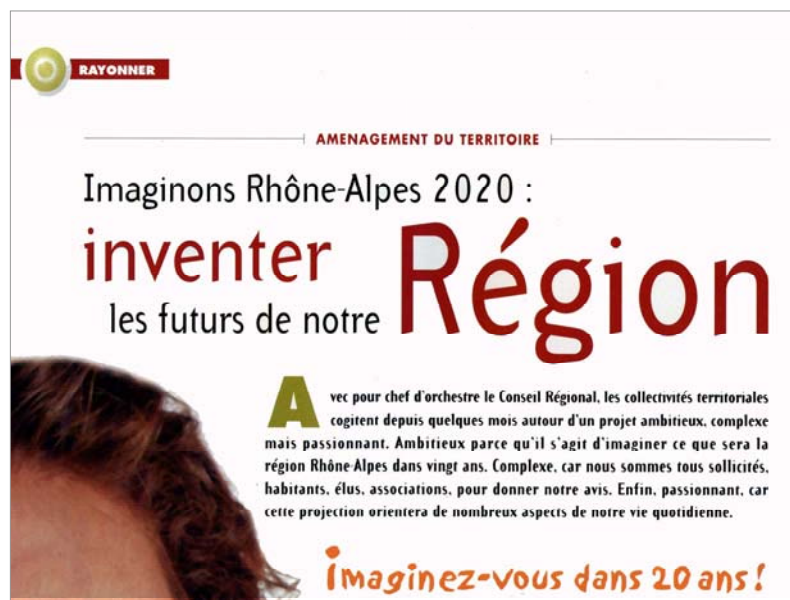 RAYONNER
AMENAGEMENT DU TERRITOIRE
Imaginons Rhône-Alpes 2020 :
inventer
les futurs de notre Région
Avec pour chef d'orchestre le Conseil Régional, les collectivités territoriales
cogitent depuis quelques mois autour d'un projet ambitieux, complexe
mais passionnant. Ambitieux parce qu'il s'agit d'imaginer ce que sera la
région Rhône-Alpes dans vingt ans. Complexe, car nous sommes tous sollicités,
habitants, élus, associations, pour donner notre avis. Enfin, passionnant, car
cette projection orientera de nombreux aspects de notre vie quotidienne.
Imaginez-vous dans 20 ans !